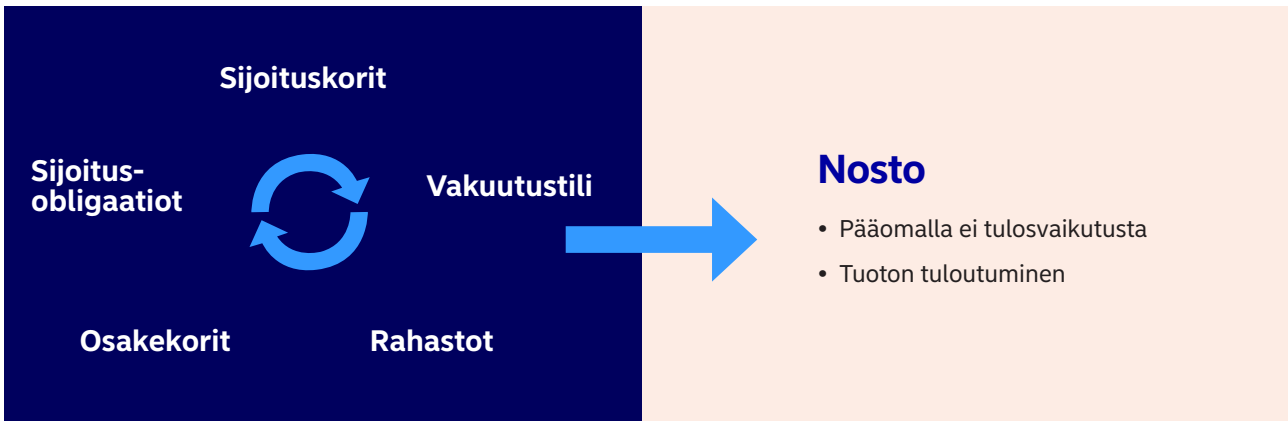 Sijoituskorit
Sijoitus-
obligaatiot
Vakuutustili
Osakekorit
Rahastot
Nosto
• Pääomalla ei tulosvaikutusta
• Tuoton tuloutuminen